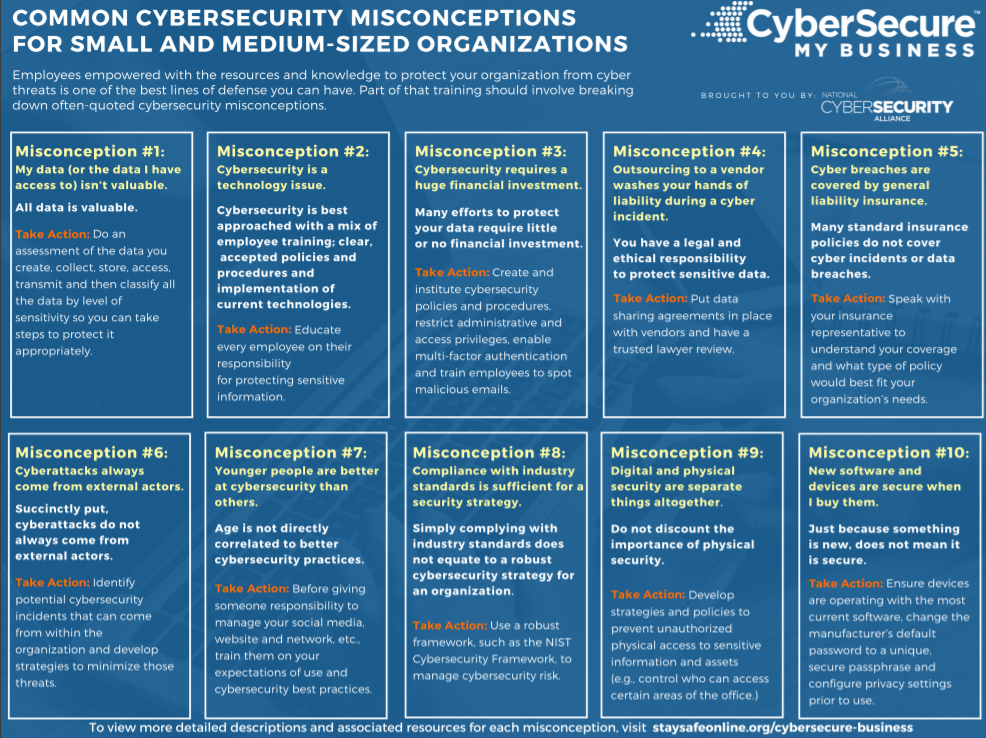 COMMON CYBERSECURITY MISCONCEPTIONS
FOR SMALL AND MEDIUM-SIZED ORGANIZATIONS
Employees empowered with the resources and knowledge to protect your organization from cyber
threats is one of the best lines of defense you can have. Part of that training should involve breaking
down often-quoted cybersecurity misconceptions.
CyberSecure™
MY BUSINESS
BROUGHT TO YOU BY:
NATIONAL
CYBERSECURITY
ALLIANCE
Misconception #1:
My data (or the data I have
access to) isn't valuable.
All data is valuable.
Take Action: Do an
assessment of the data you
create, collect, store, access,
transmit and then classify all
the data by level of
sensitivity so you can take
steps to protect it
appropriately.
Misconception #2:
Cybersecurity is a
technology issue.
Cybersecurity is best
approached with a mix of
employee training; clear,
accepted policies and
procedures and
implementation of
current technologies.
Take Action: Educate
every employee on their
responsibility
for protecting sensitive
information.
Misconception #3:
Cybersecurity requires a
huge financial investment.
Many efforts to protect
your data require little
or no financial investment.
Take Action: Create and
institute cybersecurity
policies and procedures,
restrict administrative and
access privileges, enable
multi-factor authentication
and train employees to spot
malicious emails.
Misconception #4:
Outsourcing to a vendor
washes your hands of
liability during a cyber
incident.
You have a legal and
ethical responsibility
to protect sensitive data.
Take Action: Put data
sharing agreements in place
with vendors and have a
trusted lawyer review.
Misconception #5:
Cyber breaches are
covered by general
liability insurance.
Many standard insurance
policies do not cover
cyber incidents or data
breaches.
Take Action: Speak with
your insurance
representative to
understand your coverage
and what type of policy
would best fit your
organization's needs.
Misconception #6:
Cyberattacks always
come from external actors.
Succinctly put,
cyberattacks do not
always come from
external actors.
Take Action: Identify
potential cybersecurity
incidents that can come
from within the
organization and develop
strategies to minimize those
threats.
Misconception #7:
Younger people are better
at cybersecurity than
others.
Age is not directly
correlated to better
cybersecurity practices.
Take Action: Before giving
someone responsibility to
manage your social media,
website and network, etc.,
train them on your
expectations of use and
cybersecurity best practices.
Misconception #8:
Compliance with industry
standards is sufficient for a
security strategy.
Simply complying with
industry standards does
not equate to a robust
cybersecurity strategy for
an organization.
Take Action: Use a robust
framework, such as the NIST
Cybersecurity Framework, to
manage cybersecurity risk.
Misconception #9:
Digital and physical
security are separate
things altogether.
Do not discount the
importance of physical
security.
Take Action: Develop
strategies and policies to
prevent unauthorized
physical access to sensitive
information and assets
(e.g., control who can access
certain areas of the office.)
Misconception #10:
New software and
devices are secure when
I buy them.
Just because something
is new, does not mean it
is secure.
Take Action: Ensure devices
are operating with the most
current software, change the
manufacturer's default
password to a unique,
secure passphrase and
configure privacy settings
prior to use.
To view more detailed descriptions and associated resources for each misconception, visit staysafeonline.org/cybersecure-business